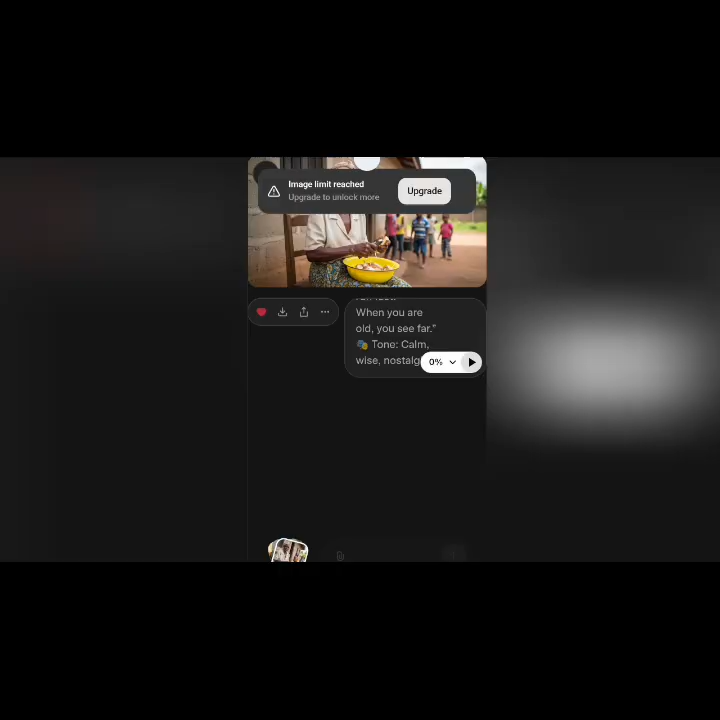 Image limit reached
Upgrade to unlock more
Upgrade
When you are
old, you see far."
🎭 Tone: Calm,
wise, nostalg
0%